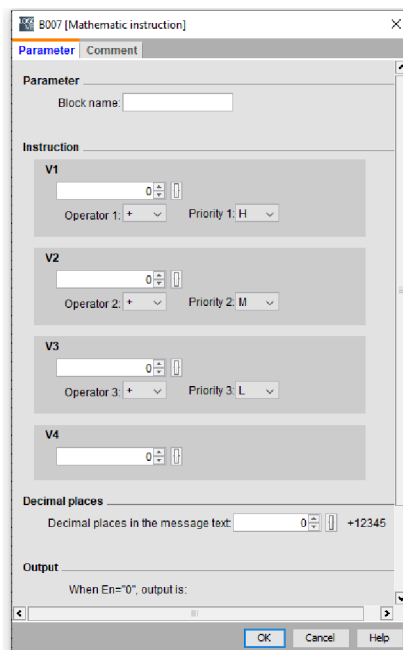 B007 [Mathematic instruction]
Parameter Comment
Parameter
Block name:
Instruction
V1
0
Operator 1: + Priority 1: H
V2
0
Operator 2: + Priority 2: M
V3
0
Operator 3: + Priority 3: L
V4
0
Decimal places
Decimal places in the message text: 0 +12345
Output
When En="0", output is:
OK Cancel Help